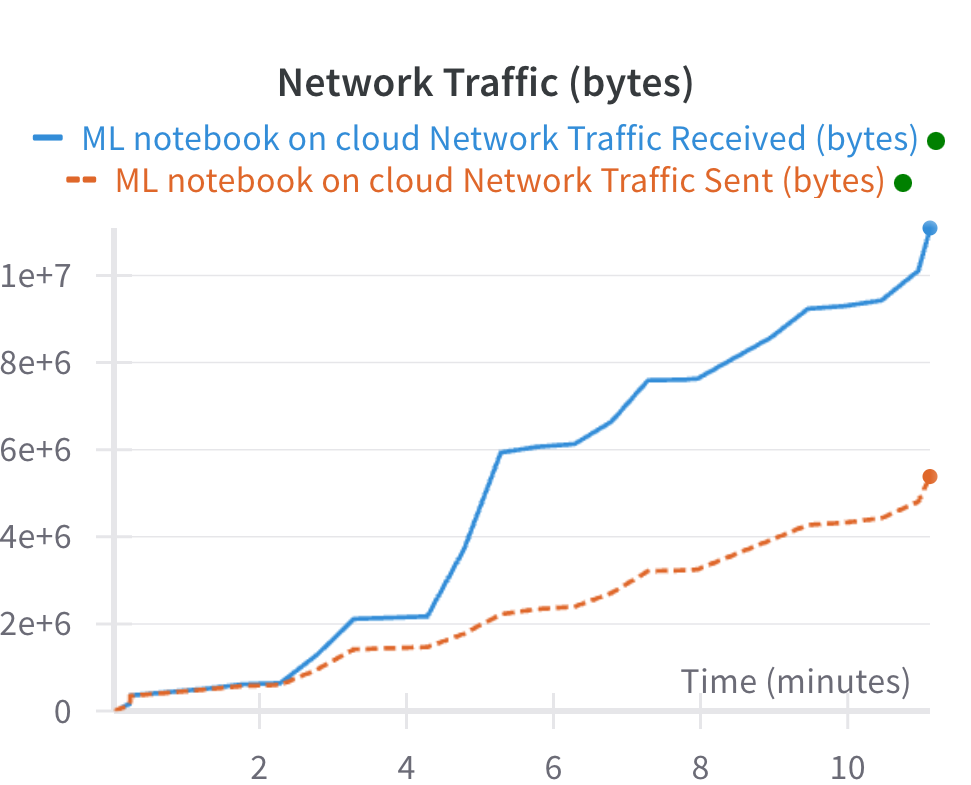 Network Traffic (bytes)
ML notebook on cloud Network Traffic Received (bytes)
ML notebook on cloud Network Traffic Sent (bytes)
1e+7
8e+6
6e+6
4e+6
2e+6
0
Time (minutes)
2 4 6 8 10